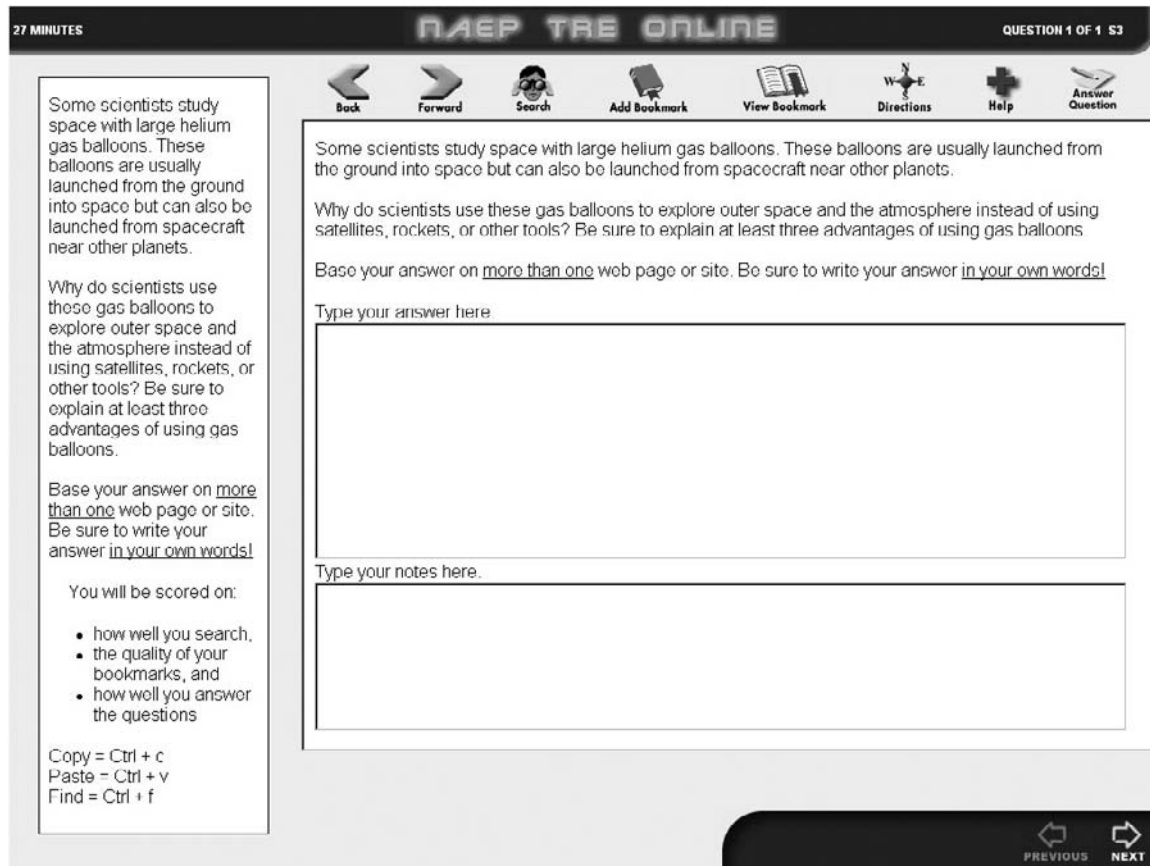 27 MINUTES
NAEP TRE ONLINE
QUESTION 1 OF 1 S3
Back
Forward
Search
Add Bookmark
View Bookmark
N
W E
S
Directions
Help
Answer
Question
Some scientists study
space with large helium
gas balloons. These
balloons are usually
launched from the ground
into space but can also be
launched from spacecraft
near other planets.
Why do scientists use
these gas balloons to
explore outer space and
the atmosphere instead of
using satellites, rockets, or
other tools? Be sure to
explain at least three
advantages of using gas
balloons.
Base your answer on more
than one web page or site.
Be sure to write your
answer in your own words!
You will be scored on:
• how well you search,
• the quality of your
bookmarks, and
• how well you answer
the questions
Copy = Ctrl + c
Paste = Ctrl + v
Find = Ctrl + f
Some scientists study space with large helium gas balloons. These balloons are usually launched from
the ground into space but can also be launched from spacecraft near other planets.
Why do scientists use these gas balloons to explore outer space and the atmosphere instead of using
satellites, rockets, or other tools? Be sure to explain at least three advantages of using gas balloons
Base your answer on more than one web page or site. Be sure to write your answer in your own words!
Type your answer here
Type your notes here.
PREVIOUS
NEXT